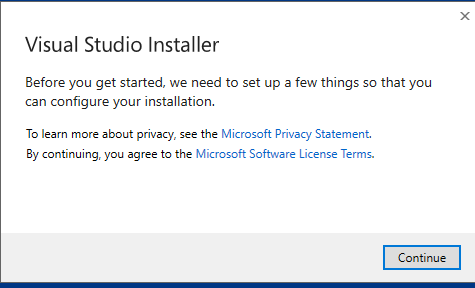 Visual Studio Installer
Before you get started, we need to set up a few things so that you
can configure your installation.
To learn more about privacy, see the Microsoft Privacy Statement.
By continuing, you agree to the Microsoft Software License Terms.
Continue